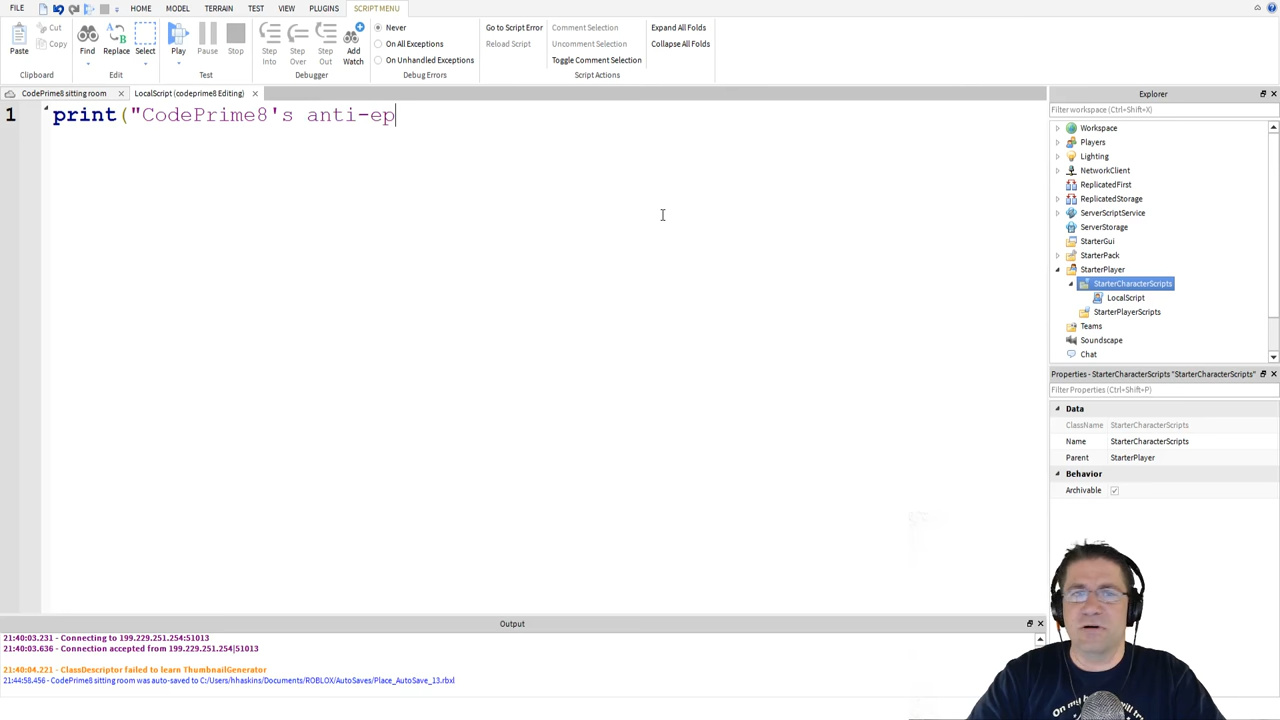 FILE HOME MODEL TERRAIN TEST VIEW PLUGINS SCRIPT MENU
Paste Cut Copy Clipboard
Find Replace Select Edit
Play Pause Stop Test
Step Into Step Over Step Out Add Watch Debugger
Never
On All Exceptions
On Unhandled Exceptions
Debug Errors
Go to Script Error Comment Selection Expand All Folders
Reload Script Uncomment Selection Collapse All Folders
Toggle Comment Selection
Script Actions
CodePrime8 sitting room LocalScript (codeprime8 Editing)
1 print("CodePrime8's anti-ep
Explorer
Filter workspace (Ctrl+Shift+X)
Workspace
Players
Lighting
NetworkClient
ReplicatedFirst
ReplicatedStorage
ServerScriptService
ServerStorage
StarterGui
StarterPack
StarterPlayer
StarterCharacterScripts
LocalScript
StarterPlayerScripts
Teams
Soundscape
Chat
Properties - StarterCharacterScripts "StarterCharacterScripts"
Filter Properties (Ctrl+Shift+P)
Data
ClassName StarterCharacterScripts
Name StarterCharacterScripts
Parent StarterPlayer
Behavior
Archivable
Output
21:40:03.231 - Connecting to 199.229.251.254:51013
21:40:03.636 - Connection accepted from 199.229.251.254|51013
21:40:04.221 - ClassDescriptor failed to learn ThumbnailGenerator
21:44:58.456 - CodePrime8 sitting room was auto-saved to C:/Users/hhaskins/Documents/ROBLOX/AutoSaves/Place_AutoSave_13.rbxl
On my